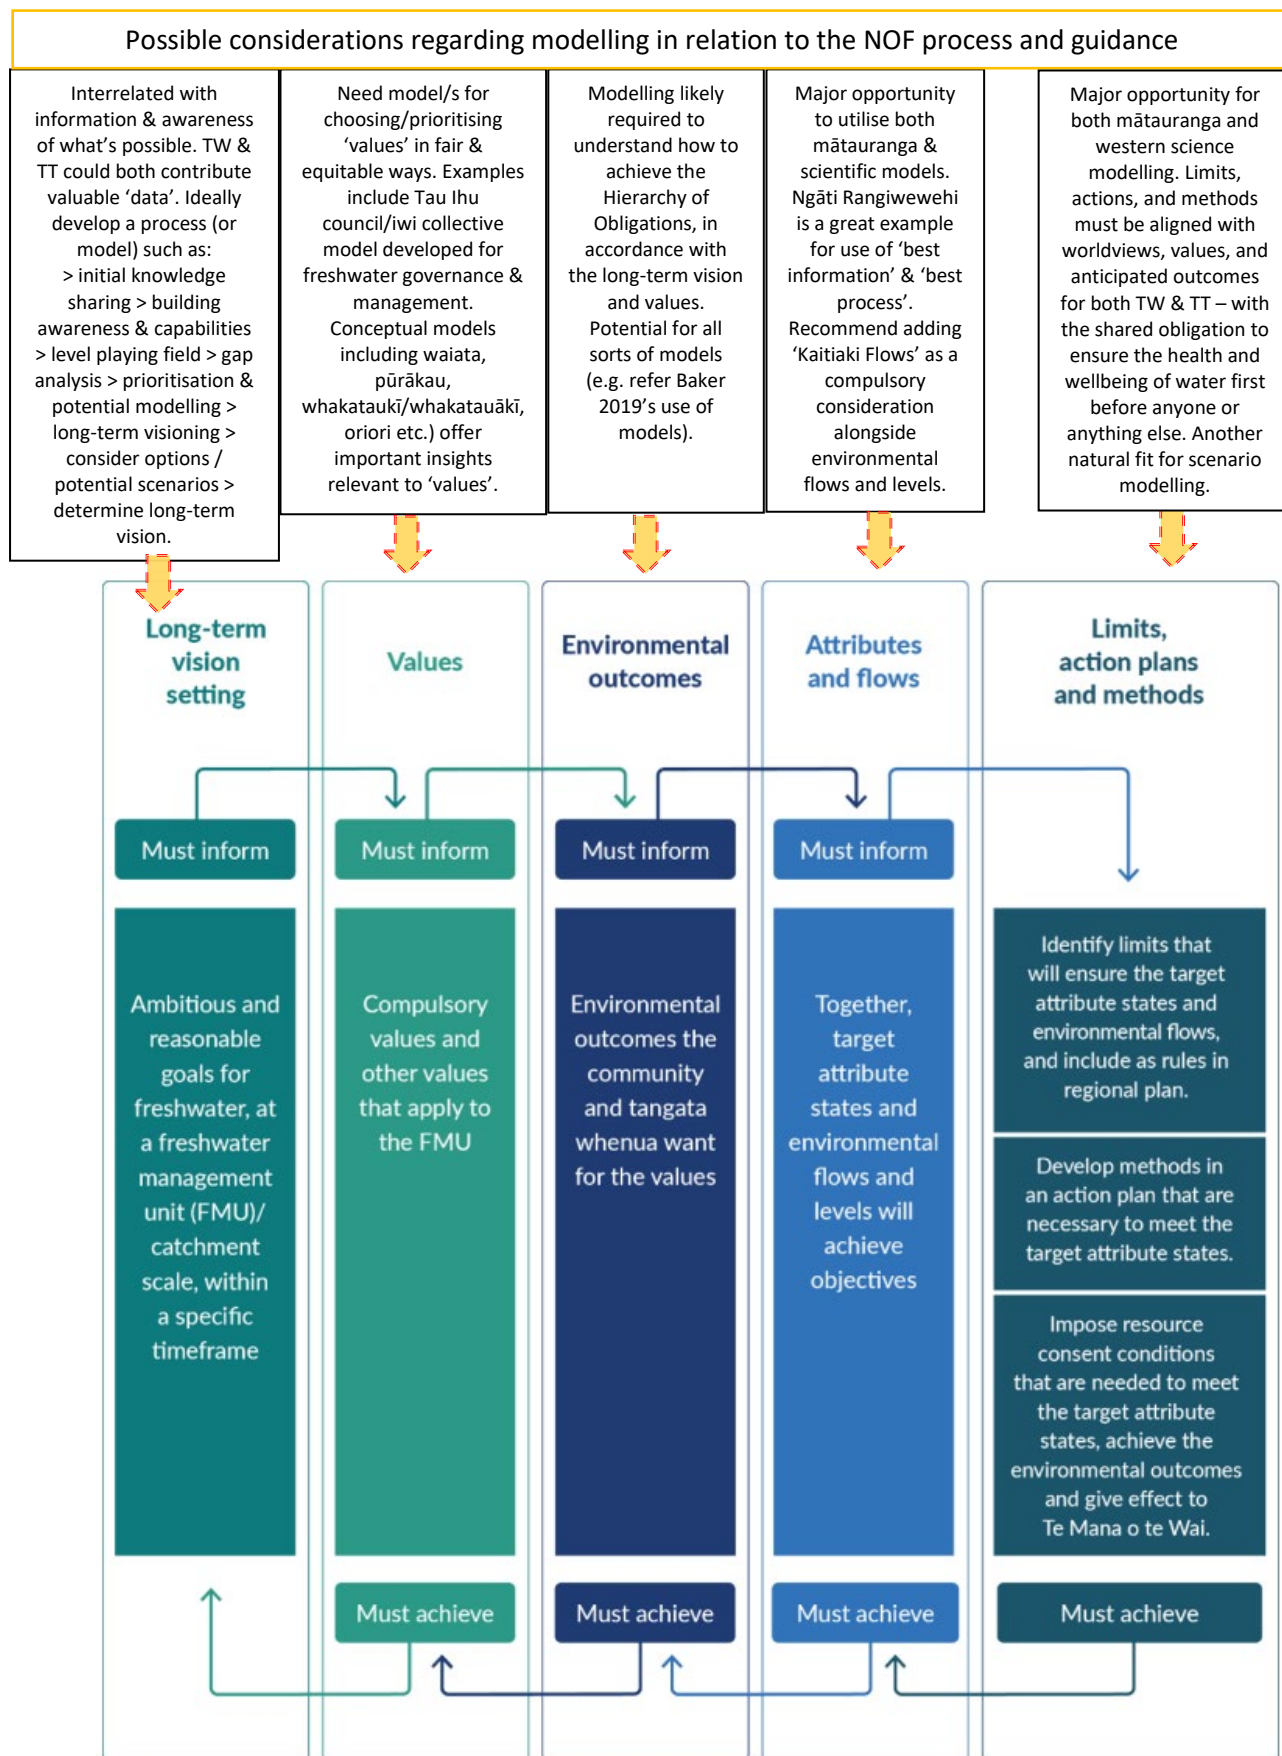 Possible considerations regarding modelling in relation to the NOF process and guidance
Interrelated with
information & awareness
of what’s possible. TW &
TT could both contribute
valuable ‘data’. Ideally
develop a process (or
model) such as:
> initial knowledge
sharing > building
awareness & capabilities
> level playing field > gap
analysis > prioritisation &
potential modelling >
long-term visioning >
consider options /
potential scenarios >
determine long-term
vision.
Need model/s for
choosing/prioritising
‘values’ in fair &
equitable ways. Examples
include Tau Ihu
council/iwi collective
model developed for
freshwater governance &
management.
Conceptual models
including waiata,
pūrākau,
whakataukī/whakatauākī,
oriori etc.) offer
important insights
relevant to ‘values’.
Modelling likely
required to
understand how to
achieve the
Hierarchy of
Obligations, in
accordance with
the long-term vision
and values.
Potential for all
sorts of models
(e.g. refer Baker
2019’s use of
models).
Major opportunity
to utilise both
mātauranga &
scientific models.
Ngāti Rangiwewehi
is a great example
for use of ‘best
information’ & ‘best
process’.
Recommend adding
‘Kaitiaki Flows’ as a
compulsory
consideration
alongside
environmental
flows and levels.
Major opportunity for
both mātauranga and
western science
modelling. Limits,
actions, and methods
must be aligned with
worldviews, values, and
anticipated outcomes
for both TW & TT – with
the shared obligation to
ensure the health and
wellbeing of water first
before anyone or
anything else. Another
natural fit for scenario
modelling.
Long-term
vision
setting
Values
Environmental
outcomes
Attributes
and flows
Limits,
action plans
and methods
Must inform
Must inform
Must inform
Must inform
Ambitious and
reasonable
goals for
freshwater, at
a freshwater
management
unit (FMU)/
catchment
scale, within
a specific
timeframe
Compulsory
values and
other values
that apply to
the FMU
Environmental
outcomes the
community
and tangata
whenua want
for the values
Together,
target
attribute
states and
environmental
flows and
levels will
achieve
objectives
Identify limits that
will ensure the target
attribute states and
environmental flows,
and include as rules in
regional plan.
Develop methods in
an action plan that are
necessary to meet the
target attribute states.
Impose resource
consent conditions
that are needed to meet
the target attribute
states, achieve the
environmental outcomes
and give effect to
Te Mana o te Wai.
Must achieve
Must achieve
Must achieve
Must achieve